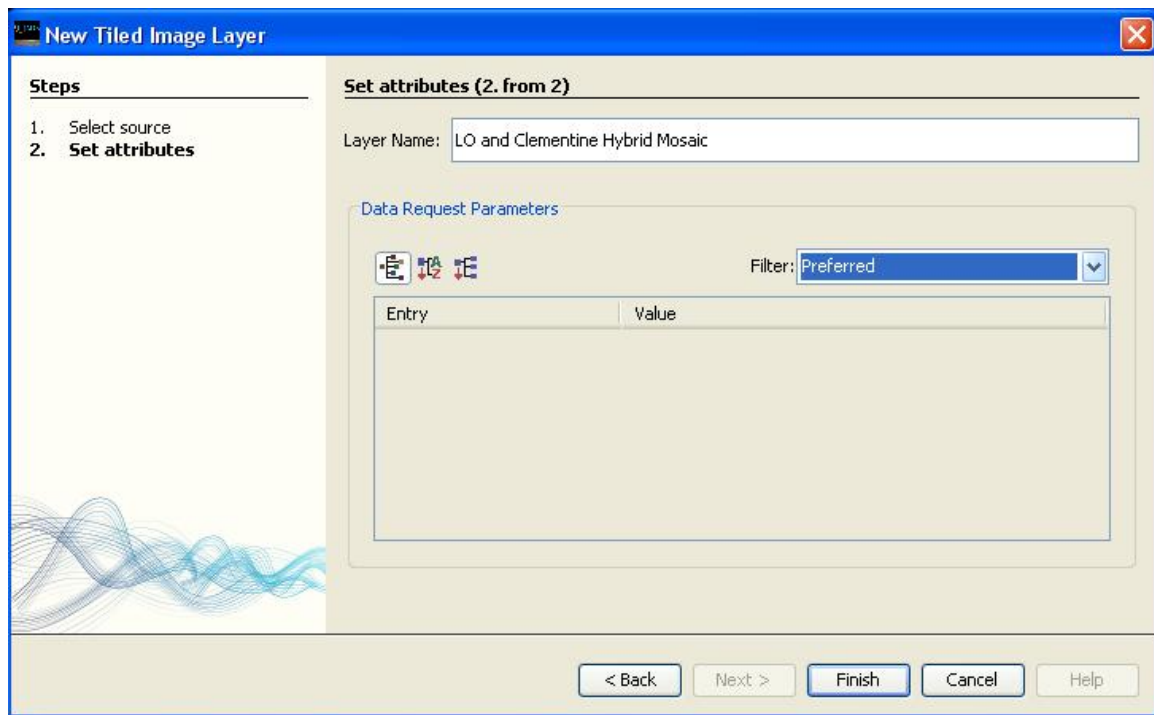 New Tiled Image Layer
Steps
1. Select source
2. Set attributes
Set attributes (2. from 2)
Layer Name: LO and Clementine Hybrid Mosaic
Data Request Parameters
Filter: Preferred
Entry Value
< Back Next > Finish Cancel Help